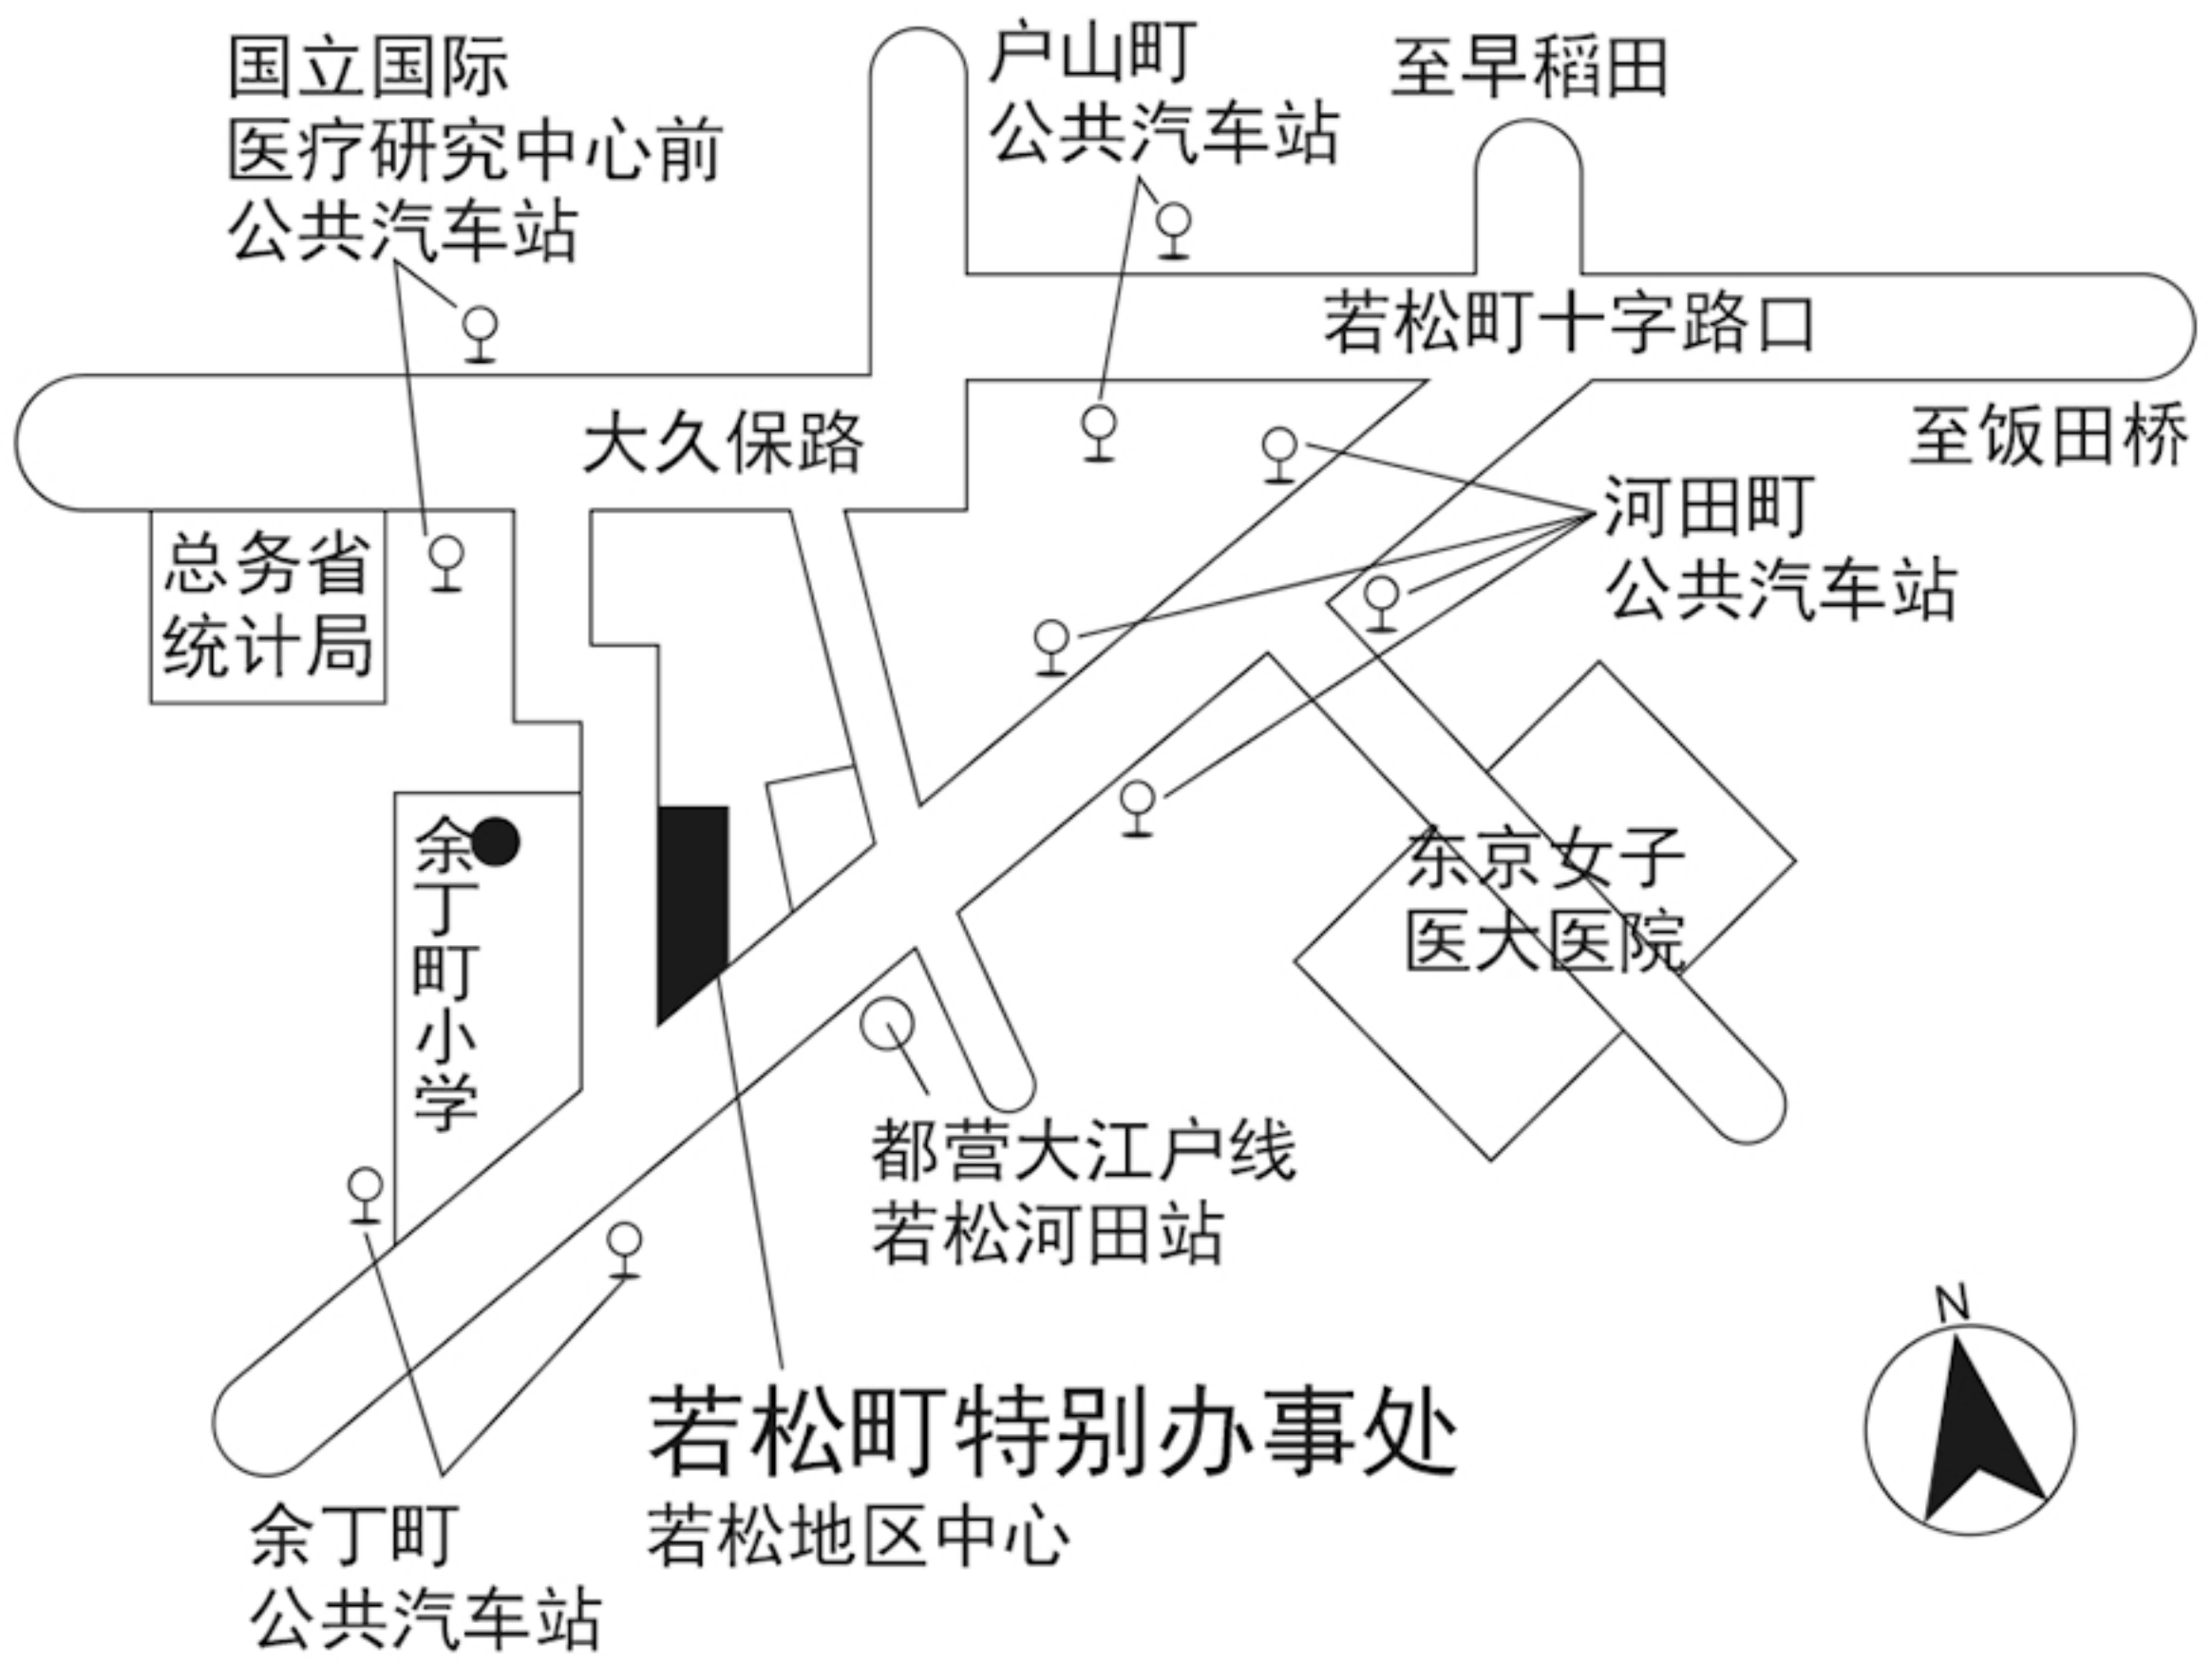 国立国际
医疗研究中心前
公共汽车站
户山町
公共汽车站
至早稻田
若松町十字路口
至饭田桥
大久保路
河田町
公共汽车站
总务省
统计局
余丁町小学
东京女子
医大医院
都营大江户线
若松河田站
N
若松町特别办事处
若松地区中心
余丁町
公共汽车站